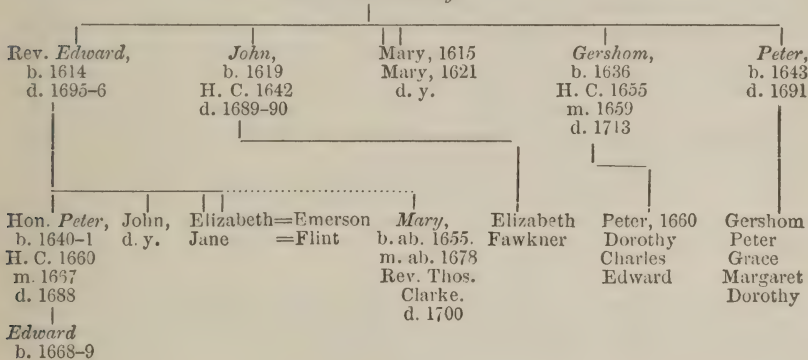 Rev. Edward,
b. 1614
d. 1695-6
John,
b. 1619
H. C. 1642
d. 1689-90
Mary, 1615
Mary, 1621
d. y.
Gershom,
b. 1636
H. C. 1655
m. 1659
d. 1713
Peter,
b. 1643
d. 1691
Hon. Peter,
b. 1640-1
H. C. 1660
m. 1667
d. 1688
John,
d. y.
Elizabeth=Emerson
Jane =Flint
Mary,
b. ab. 1655.
m. ab. 1678
Rev. Thos.
Clarke.
d. 1700
Elizabeth
Fawkner
Peter, 1660
Dorothy
Charles
Edward
Gershom
Peter
Grace
Margaret
Dorothy
Edward
b. 1668-9